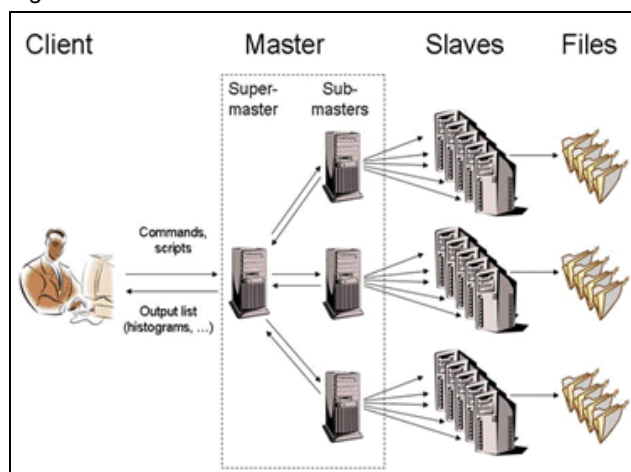 Client Master Slaves Files
Super-
master
Sub-
masters
Commands,
scripts
Output list
(histograms, ...)